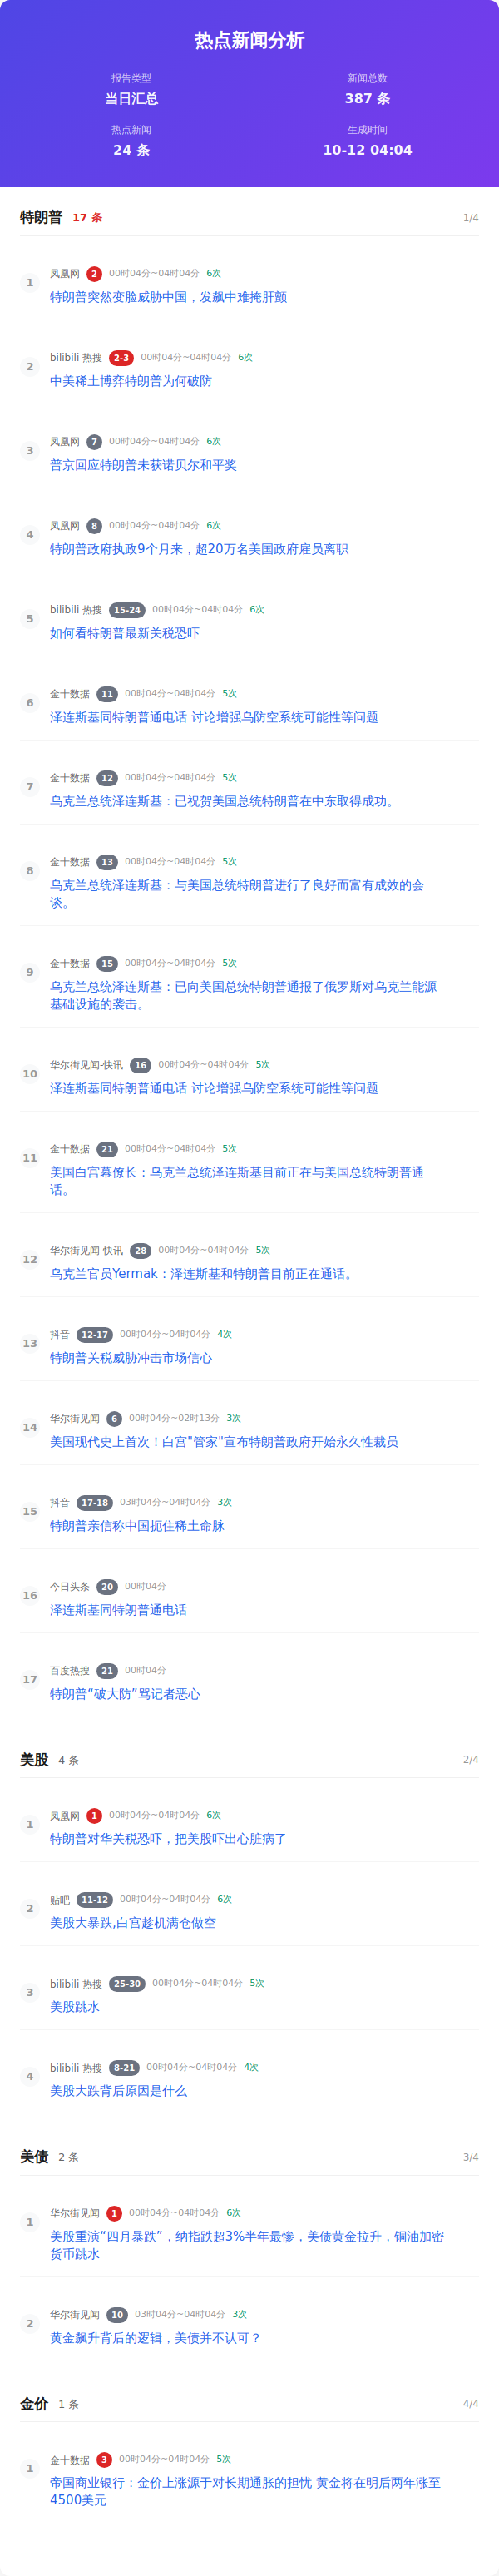 热点新闻分析
报告类型
新闻总数
当日汇总
387 条
热点新闻
生成时间
24 条
10-12 04:04
特朗普 17 条 1/4
1 凤凰网 2 00时04分~04时04分 6次
特朗普突然变脸威胁中国，发飙中难掩肝颤
2 bilibili 热搜 2-3 00时04分~04时04分 6次
中美稀土博弈特朗普为何破防
3 凤凰网 7 00时04分~04时04分 6次
普京回应特朗普未获诺贝尔和平奖
4 凤凰网 8 00时04分~04时04分 6次
特朗普政府执政9个月来，超20万名美国政府雇员离职
5 bilibili 热搜 15-24 00时04分~04时04分 6次
如何看特朗普最新关税恐吓
6 金十数据 11 00时04分~04时04分 5次
泽连斯基同特朗普通电话 讨论增强乌防空系统可能性等问题
7 金十数据 12 00时04分~04时04分 5次
乌克兰总统泽连斯基：已祝贺美国总统特朗普在中东取得成功。
8 金十数据 13 00时04分~04时04分 5次
乌克兰总统泽连斯基：与美国总统特朗普进行了良好而富有成效的会
谈。
9 金十数据 15 00时04分~04时04分 5次
乌克兰总统泽连斯基：已向美国总统特朗普通报了俄罗斯对乌克兰能源
基础设施的袭击。
10 华尔街见闻-快讯 16 00时04分~04时04分 5次
泽连斯基同特朗普通电话 讨论增强乌防空系统可能性等问题
11 金十数据 21 00时04分~04时04分 5次
美国白宫幕僚长：乌克兰总统泽连斯基目前正在与美国总统特朗普通
话。
12 华尔街见闻-快讯 28 00时04分~04时04分 5次
乌克兰官员Yermak：泽连斯基和特朗普目前正在通话。
13 抖音 12-17 00时04分~04时04分 4次
特朗普关税威胁冲击市场信心
14 华尔街见闻 6 00时04分~02时13分 3次
美国现代史上首次！白宫"管家"宣布特朗普政府开始永久性裁员
15 抖音 17-18 03时04分~04时04分 3次
特朗普亲信称中国扼住稀土命脉
16 今日头条 20 00时04分
泽连斯基同特朗普通电话
17 百度热搜 21 00时04分
特朗普“破大防”骂记者恶心
美股 4 条 2/4
1 凤凰网 1 00时04分~04时04分 6次
特朗普对华关税恐吓，把美股吓出心脏病了
2 贴吧 11-12 00时04分~04时04分 6次
美股大暴跌,白宫趁机满仓做空
3 bilibili 热搜 25-30 00时04分~04时04分 5次
美股跳水
4 bilibili 热搜 8-21 00时04分~04时04分 4次
美股大跌背后原因是什么
美债 2 条 3/4
1 华尔街见闻 1 00时04分~04时04分 6次
美股重演“四月暴跌”，纳指跌超3%半年最惨，美债黄金拉升，铜油加密
货币跳水
2 华尔街见闻 10 03时04分~04时04分 3次
黄金飙升背后的逻辑，美债并不认可？
金价 1 条 4/4
1 金十数据 3 00时04分~04时04分 5次
帝国商业银行：金价上涨源于对长期通胀的担忧 黄金将在明后两年涨至
4500美元